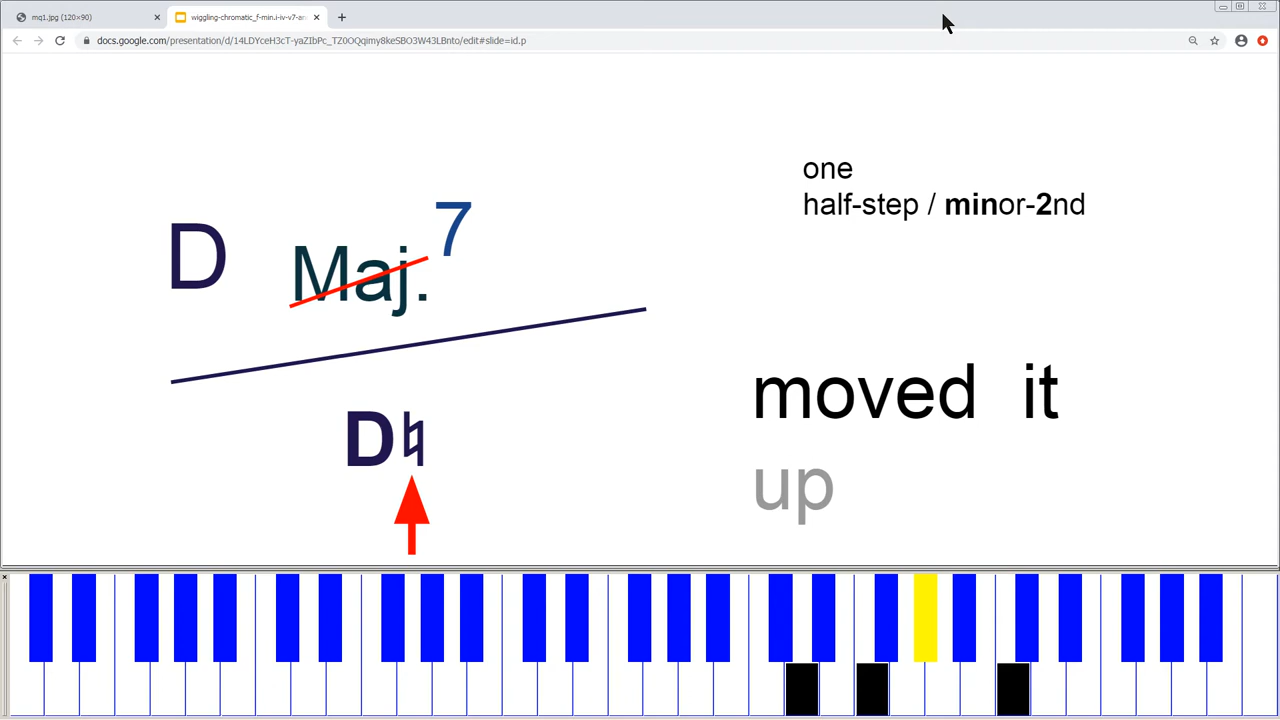 mq1.jpg (120×90)
wiggling-chromatic_f-min.i-iv-v7-an
docs.google.com/presentation/d/14LDYceH3cT-yaZIbPc_TZ0OQqimy8keSBO3W43LBnto/edit#slide=id.p
one
half-step / minor-2nd
D Maj.7
D♮
moved it
up